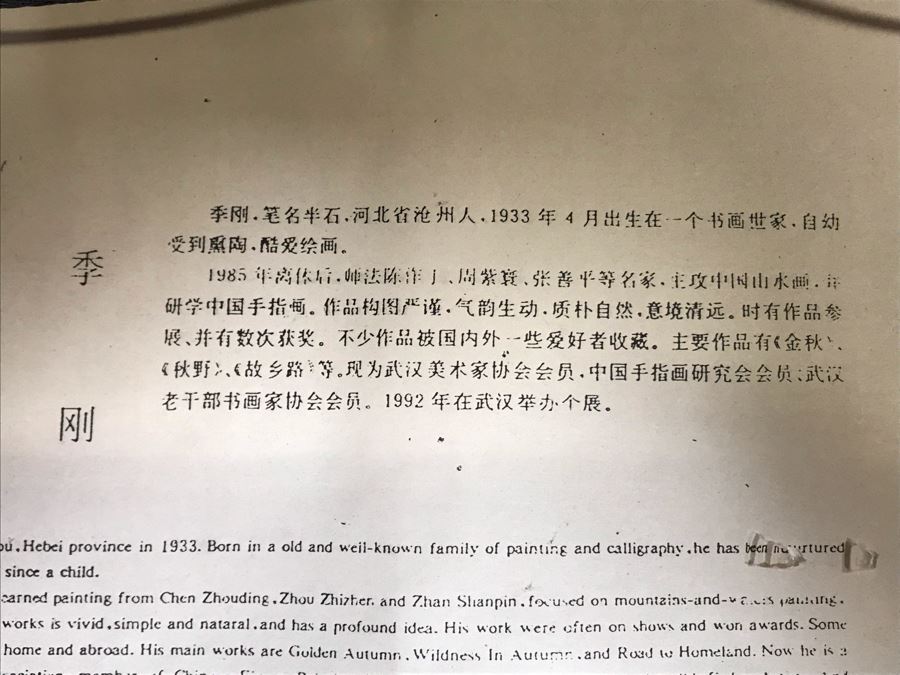 季刚
季刚，笔名半石，河北省沧州人，1933 年 4 月出生在一个书画世家，自幼
受到熏陶，酷爱绘画。
1985 年离休后，师法陈作丁、周紫 、张善平等名家，主攻中国山水画，
研学中国手指画。作品构图严谨，气韵生动，质朴自然，意境清远。时有作品参
展、并有数次获奖。不少作品被国内外一些爱好者收藏。主要作品有《金秋》、
《秋野》、《故乡路》等。现为武汉美术家协会会员，中国手指画研究会会员、武汉
老干部书画家协会会员。1992 年在武汉举办个展。
Hebei province in 1933. Born in a old and well-known family of painting and calligraphy, he has been nurtured
since a child.
earned painting from Chen Zhouding, Zhou Zhizher, and Zhan Shanpin, focused on mountains-and-waters painting.
works is vivid, simple and nataral, and has a profound idea. His work were often on shows and won awards. Some
home and abroad. His main works are Golden Autumn, Wildness In Autumn, and Road to Homeland. Now he is a